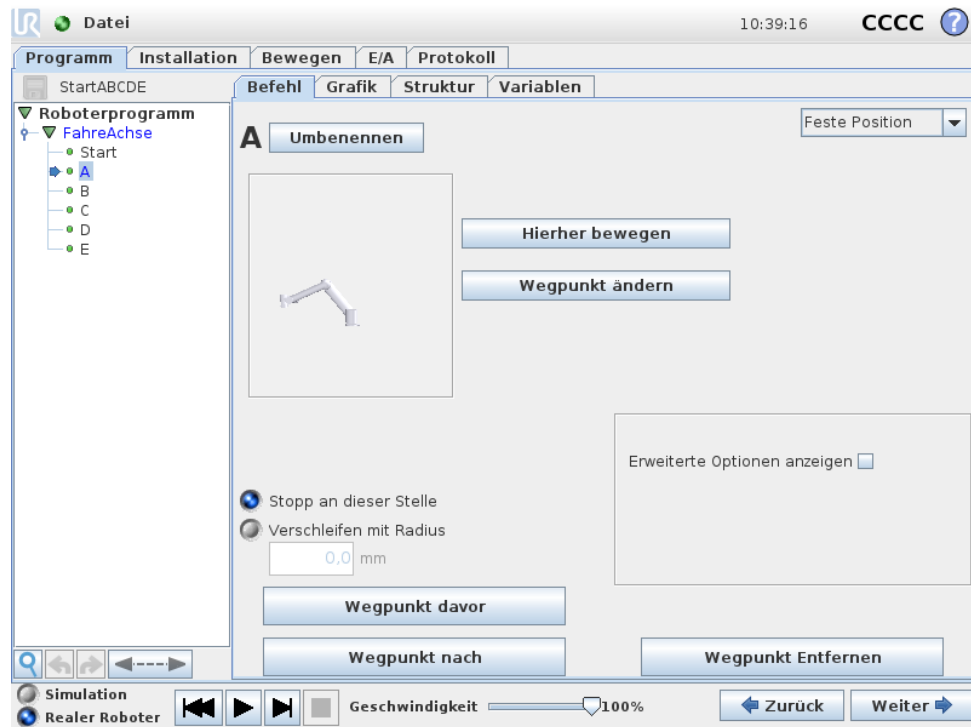 UR Datei 10:39:16 CCCC ?
Programm Installation Bewegen E/A Protokoll
StartABCDE
Befehl Grafik Struktur Variablen
Roboterprogramm
FahreAchse
Start
A
B
C
D
E
A Umbenennen
Feste Position
Hierher bewegen
Wegpunkt ändern
Erweiterte Optionen anzeigen
Stopp an dieser Stelle
Verschleifen mit Radius
0,0 mm
Wegpunkt davor
Wegpunkt nach
Wegpunkt Entfernen
Simulation
Realer Roboter
Geschwindigkeit 100%
Zurück
Weiter